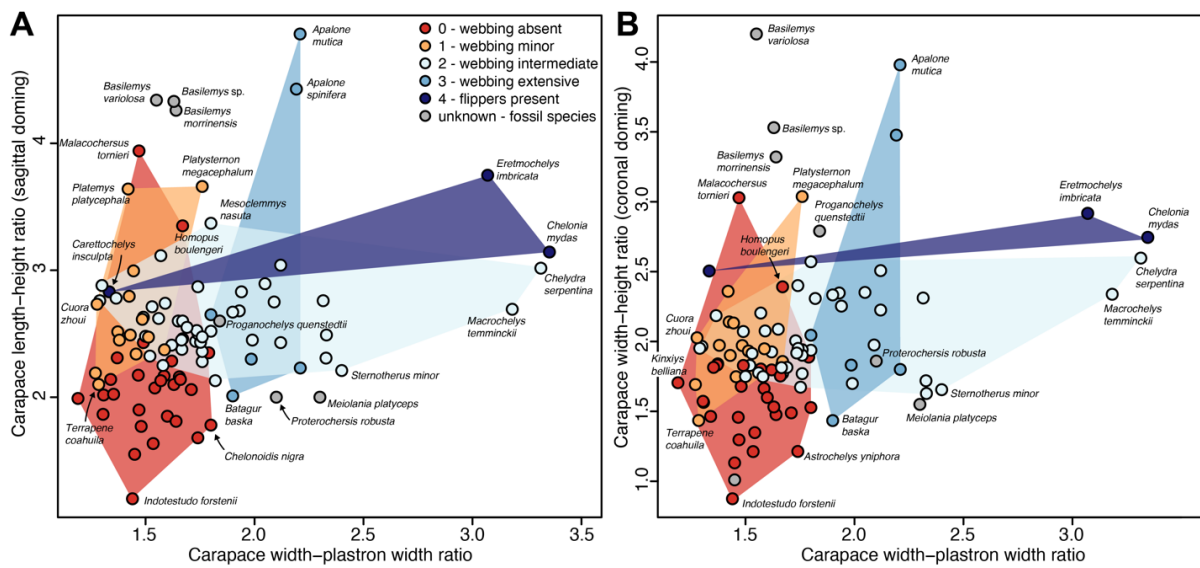 A
Carapace length–height ratio (sagittal doming)
4
3
2
1.5
2.0
2.5
3.0
3.5
Carapace width–plastron width ratio
0 - webbing absent
1 - webbing minor
2 - webbing intermediate
3 - webbing extensive
4 - flippers present
unknown - fossil species
Apalone
mutica
Apalone
spinifera
Basilemys
variolosa
Basilemys sp.
Basilemys
morrinensis
Malacochersus
tornieri
Platysternon
megacephalum
Platemys
platycephala
Mesoclemmys
nasuta
Eretmochelys
imbricata
Carettochelys
insculpta
Homopus
boulengeri
Chelonia
mydas
Chelydra
serpentina
Cuora
zhoui
Proganochelys quenstedtii
Macrochelys
temminckii
Sternotherus minor
Terrapene
coahuila
Batagur
baska
Meiolania platyceps
Proterochersis robusta
Chelonoidis nigra
Indotestudo forstenii
B
Carapace width–height ratio (coronal doming)
4.0
3.5
3.0
2.5
2.0
1.5
1.0
1.5
2.0
2.5
3.0
3.5
Carapace width–plastron width ratio
Basilemys
variolosa
Apalone
mutica
Basilemys sp.
Basilemys
morrinensis
Platysternon
megacephalum
Malacochersus
tornieri
Proganochelys
quenstedtii
Eretmochelys
imbricata
Chelonia
mydas
Homopus
boulengeri
Chelydra
serpentina
Macrochelys
temminckii
Cuora
zhoui
Kinxiys
belliana
Proterochersis robusta
Sternotherus minor
Meiolania platyceps
Terrapene
coahuila
Batagur
baska
Astrochelys yniphora
Indotestudo forstenii